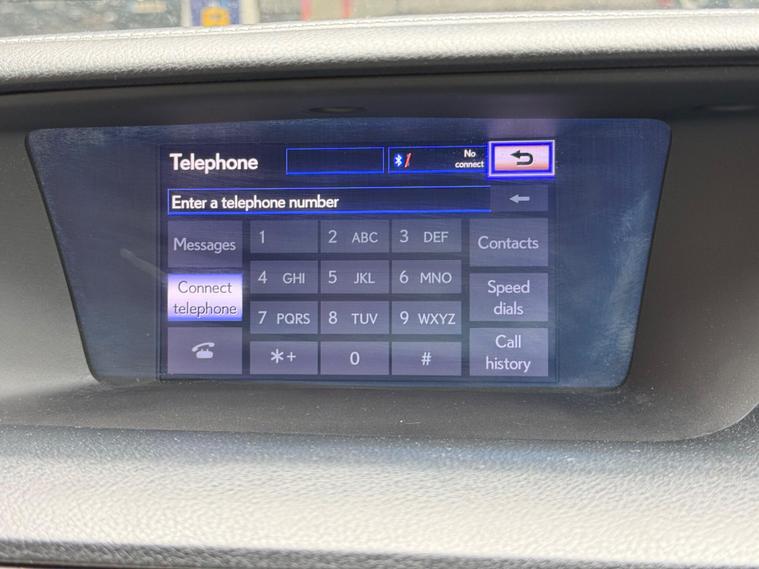 Telephone
No
connect
Enter a telephone number
Messages
1
2 ABC
3 DEF
Contacts
Connect
telephone
4 GHI
5 JKL
6 MNO
Speed
dials
7 PQRS
8 TUV
9 WXYZ
Call
history
*+
0
#